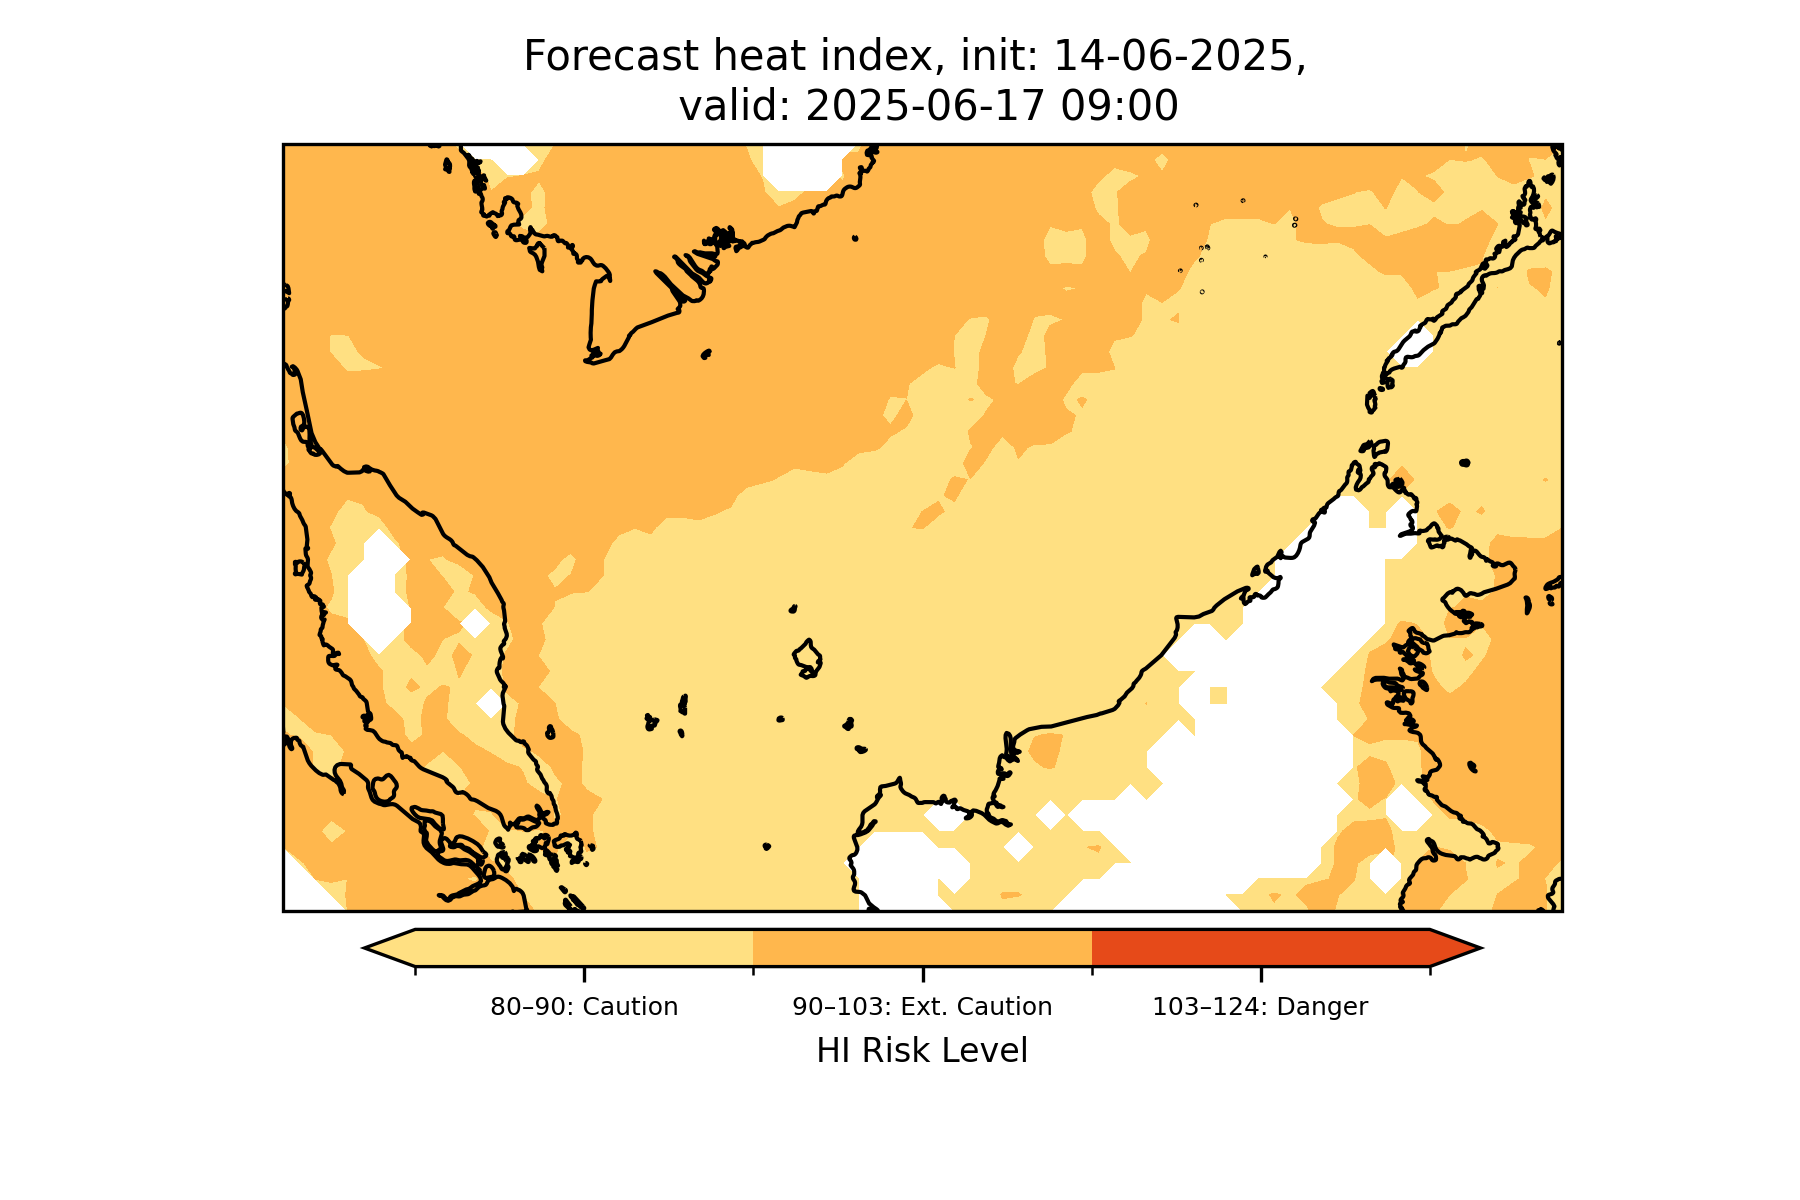 Forecast heat index, init: 14-06-2025,
valid: 2025-06-17 09:00
80–90: Caution
90–103: Ext. Caution
103–124: Danger
HI Risk Level